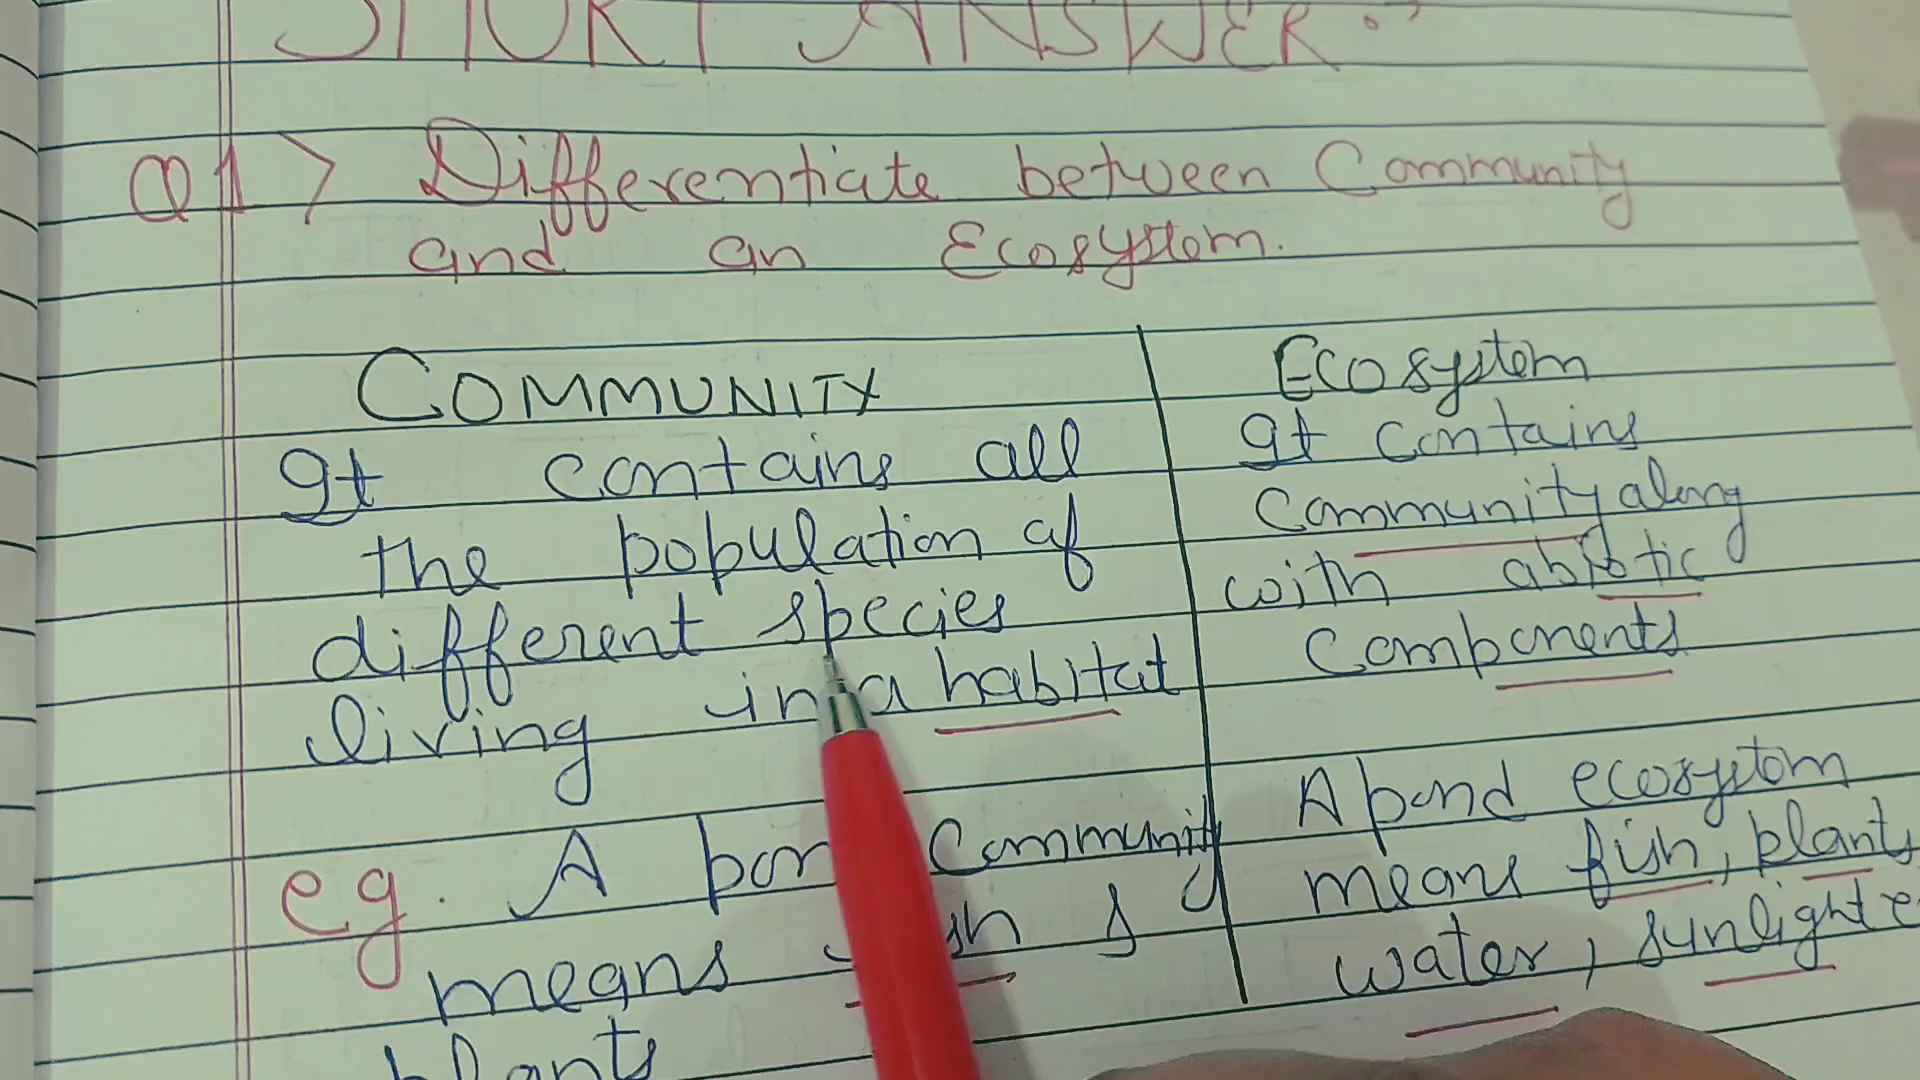 SHORT ANSWER:
Q1> Differentiate between Community
and an Ecosystem.
COMMUNITY
It contains all
the population of
different species
living in a habitat
eg. A Community
means &
plants
Ecosystem
It contains
Community along
with abiotic
Components
A pond ecosystem
means fish, plants
water, sunlight